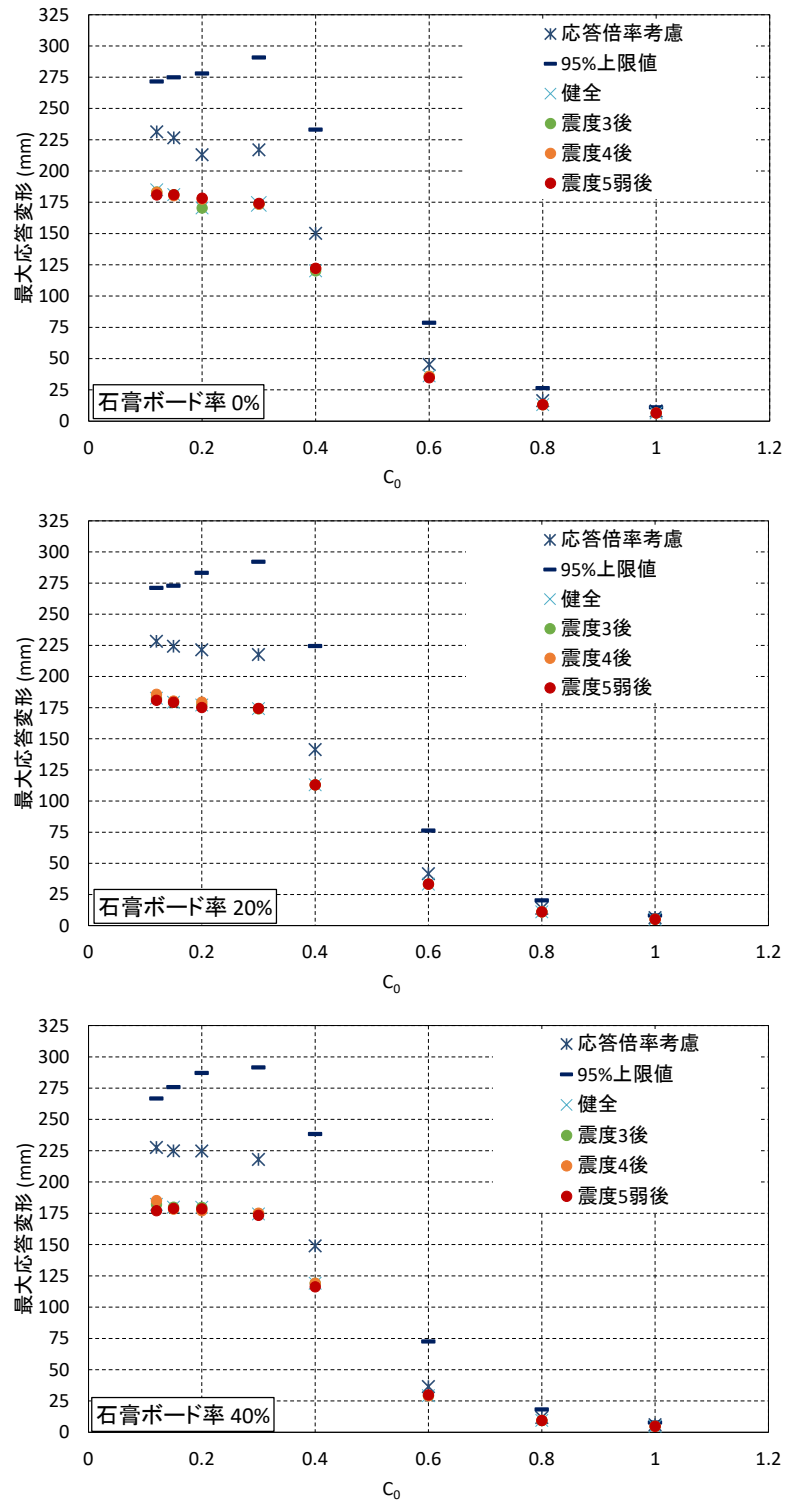 325
300
275
250
225
200
175
150
125
100
75
50
25
0
最大応答変形 (mm)
応答倍率考慮
95%上限値
健全
震度3後
震度4後
震度5弱後
石膏ボード率 0%
0
0.2
0.4
0.6
0.8
1
1.2
C₀
325
300
275
250
225
200
175
150
125
100
75
50
25
0
最大応答変形 (mm)
応答倍率考慮
95%上限値
健全
震度3後
震度4後
震度5弱後
石膏ボード率 20%
0
0.2
0.4
0.6
0.8
1
1.2
C₀
325
300
275
250
225
200
175
150
125
100
75
50
25
0
最大応答変形 (mm)
応答倍率考慮
95%上限値
健全
震度3後
震度4後
震度5弱後
石膏ボード率 40%
0
0.2
0.4
0.6
0.8
1
1.2
C₀